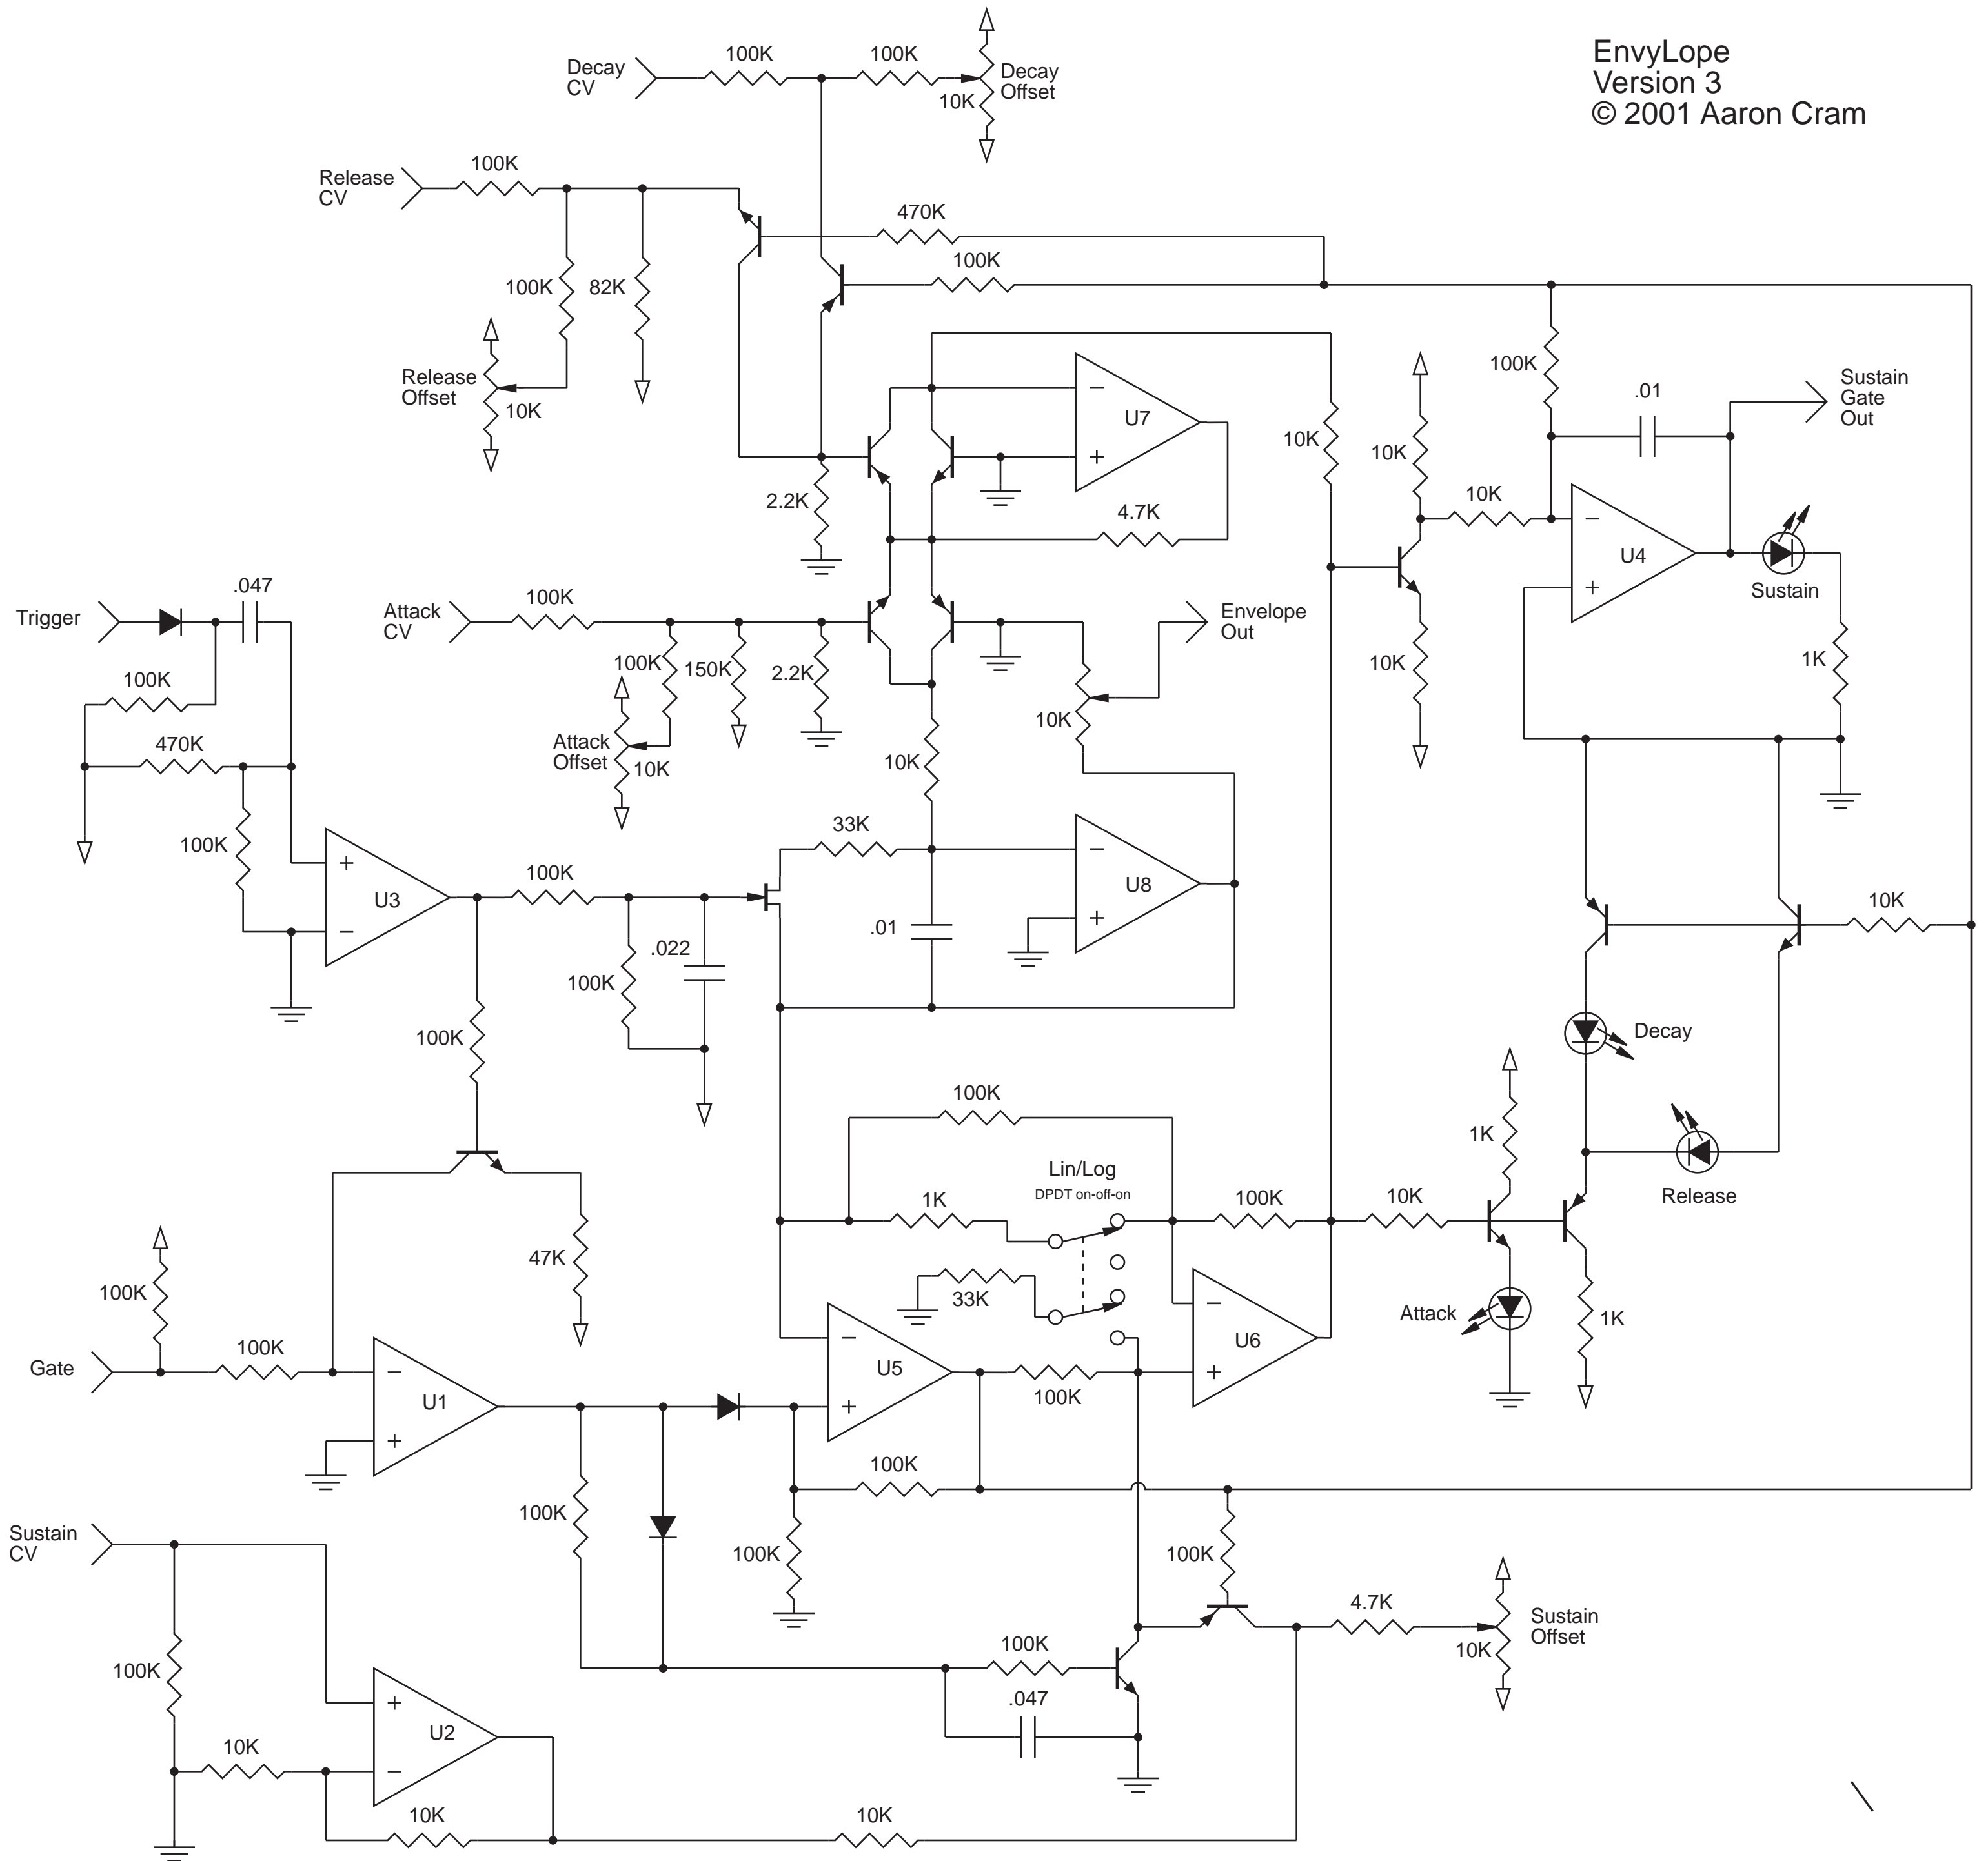 EnvyLope
Version 3
© 2001 Aaron Cram
100K
100K
Decay
CV
10K
Decay
Offset
100K
Release
CV
470K
100K
100K
82K
Release
Offset
10K
100K
.01
Sustain
Gate
Out
U7
10K
10K
2.2K
4.7K
10K
U4
Sustain
.047
Trigger
100K
Attack
CV
100K
Envelope
Out
100K
150K
2.2K
10K
1K
470K
Attack
Offset
10K
10K
10K
100K
33K
U3
100K
U8
.01
10K
100K
.022
100K
Decay
100K
1K
Lin/Log
DPDT on-off-on
1K
100K
10K
Release
47K
100K
33K
Attack
1K
Gate
100K
U1
U5
100K
U6
100K
100K
Sustain
CV
100K
100K
4.7K
Sustain
Offset
10K
100K
100K
.047
U2
10K
10K
10K